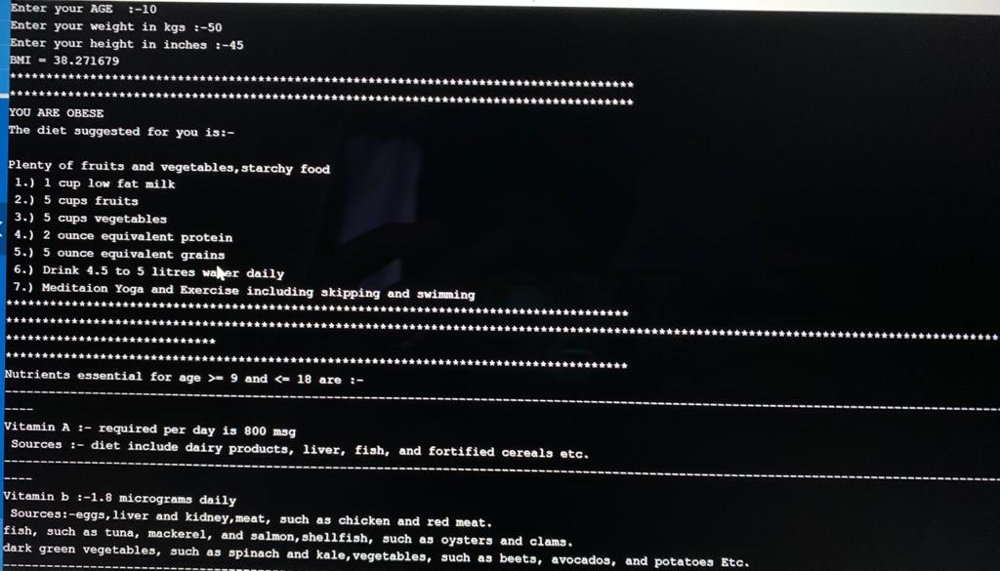 Enter your AGE :-10
Enter your weight in kgs :-50
Enter your height in inches :-45
BMI = 38.271679
*************************************************************************************
*************************************************************************************
YOU ARE OBESE
The diet suggested for you is:-
Plenty of fruits and vegetables,starchy food
1.) 1 cup low fat milk
2.) 5 cups fruits
3.) 5 cups vegetables
4.) 2 ounce equivalent protein
5.) 5 ounce equivalent grains
6.) Drink 4.5 to 5 litres water daily
7.) Meditaion Yoga and Exercise including skipping and swimming
*************************************************************************************
****************************************************************************************************************************************
*****************************
*************************************************************************************
Nutrients essential for age >= 9 and <= 18 are :-
----------------------------------------------------------------------------------------------------------------------------------------
----
Vitamin A :- required per day is 800 msg
Sources :- diet include dairy products, liver, fish, and fortified cereals etc.
----------------------------------------------------------------------------------------------------------------------------------------
----
Vitamin b :-1.8 micrograms daily
Sources:-eggs,liver and kidney,meat, such as chicken and red meat.
fish, such as tuna, mackerel, and salmon,shellfish, such as oysters and clams.
dark green vegetables, such as spinach and kale,vegetables, such as beets, avocados, and potatoes Etc.
----------------------------------------------------------------------------------------------------------------------------------------